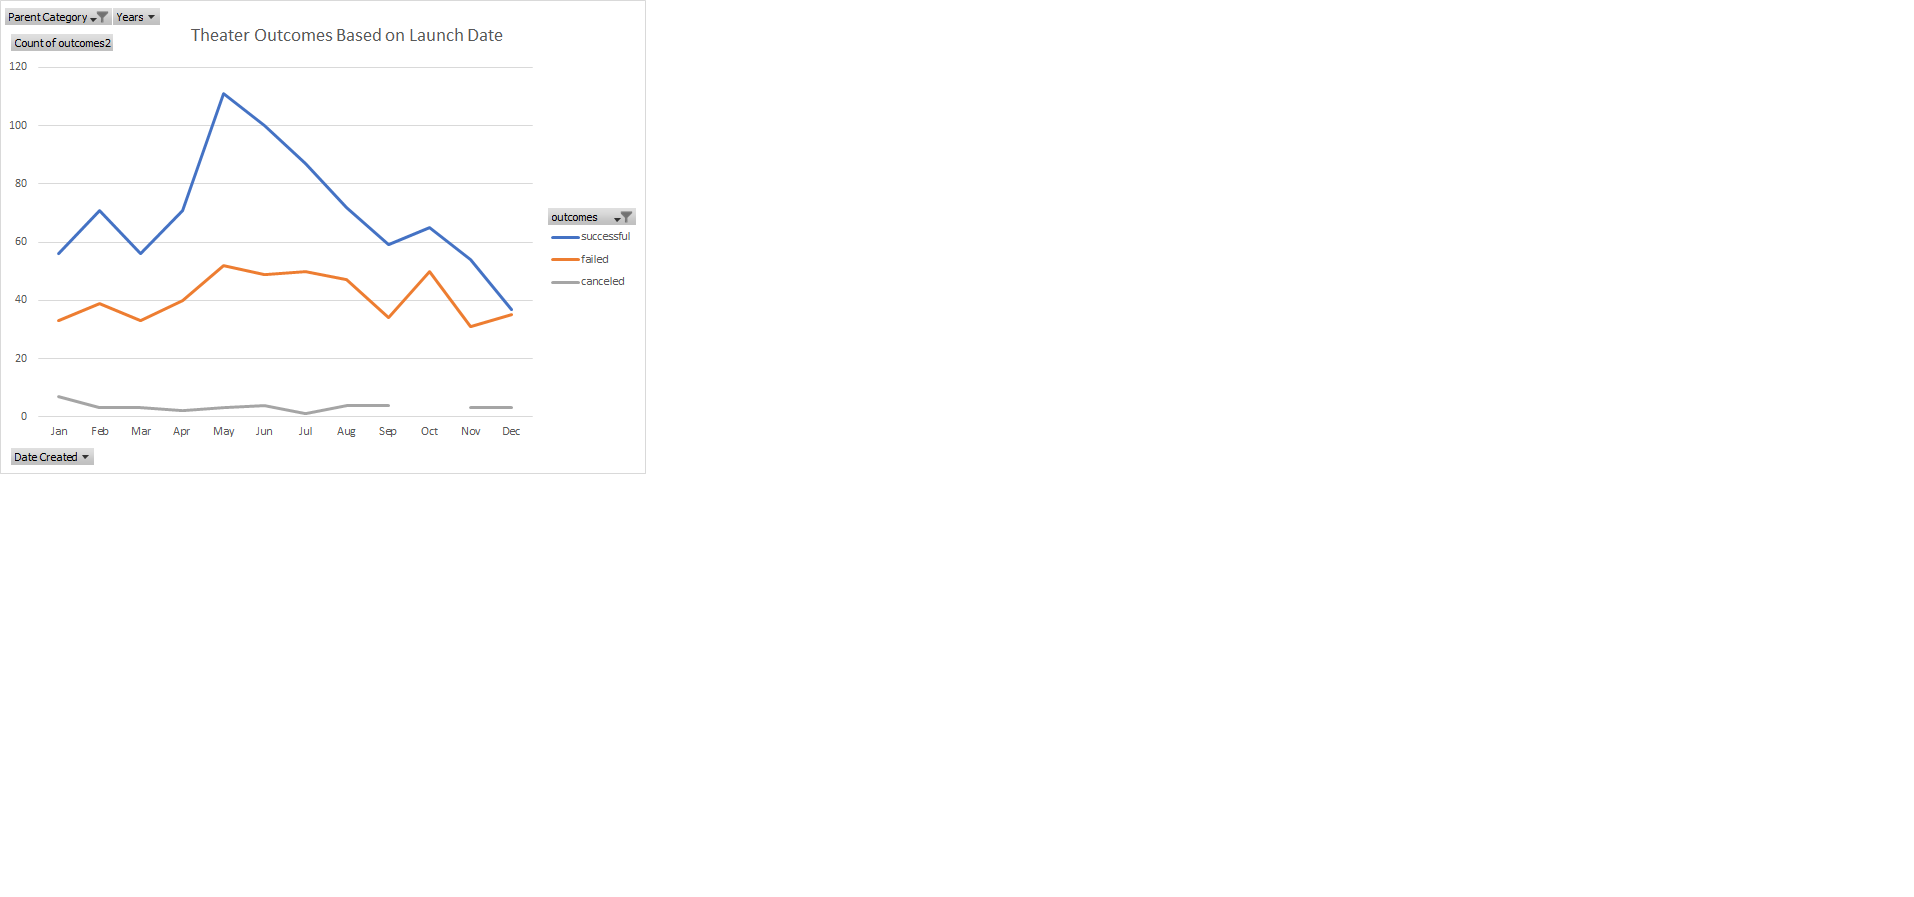 Parent Category Years
Theater Outcomes Based on Launch Date
Count of outcomes2
120
100
80
60
40
20
0
Jan Feb Mar Apr May Jun Jul Aug Sep Oct Nov Dec
outcomes
successful
failed
canceled
Date Created